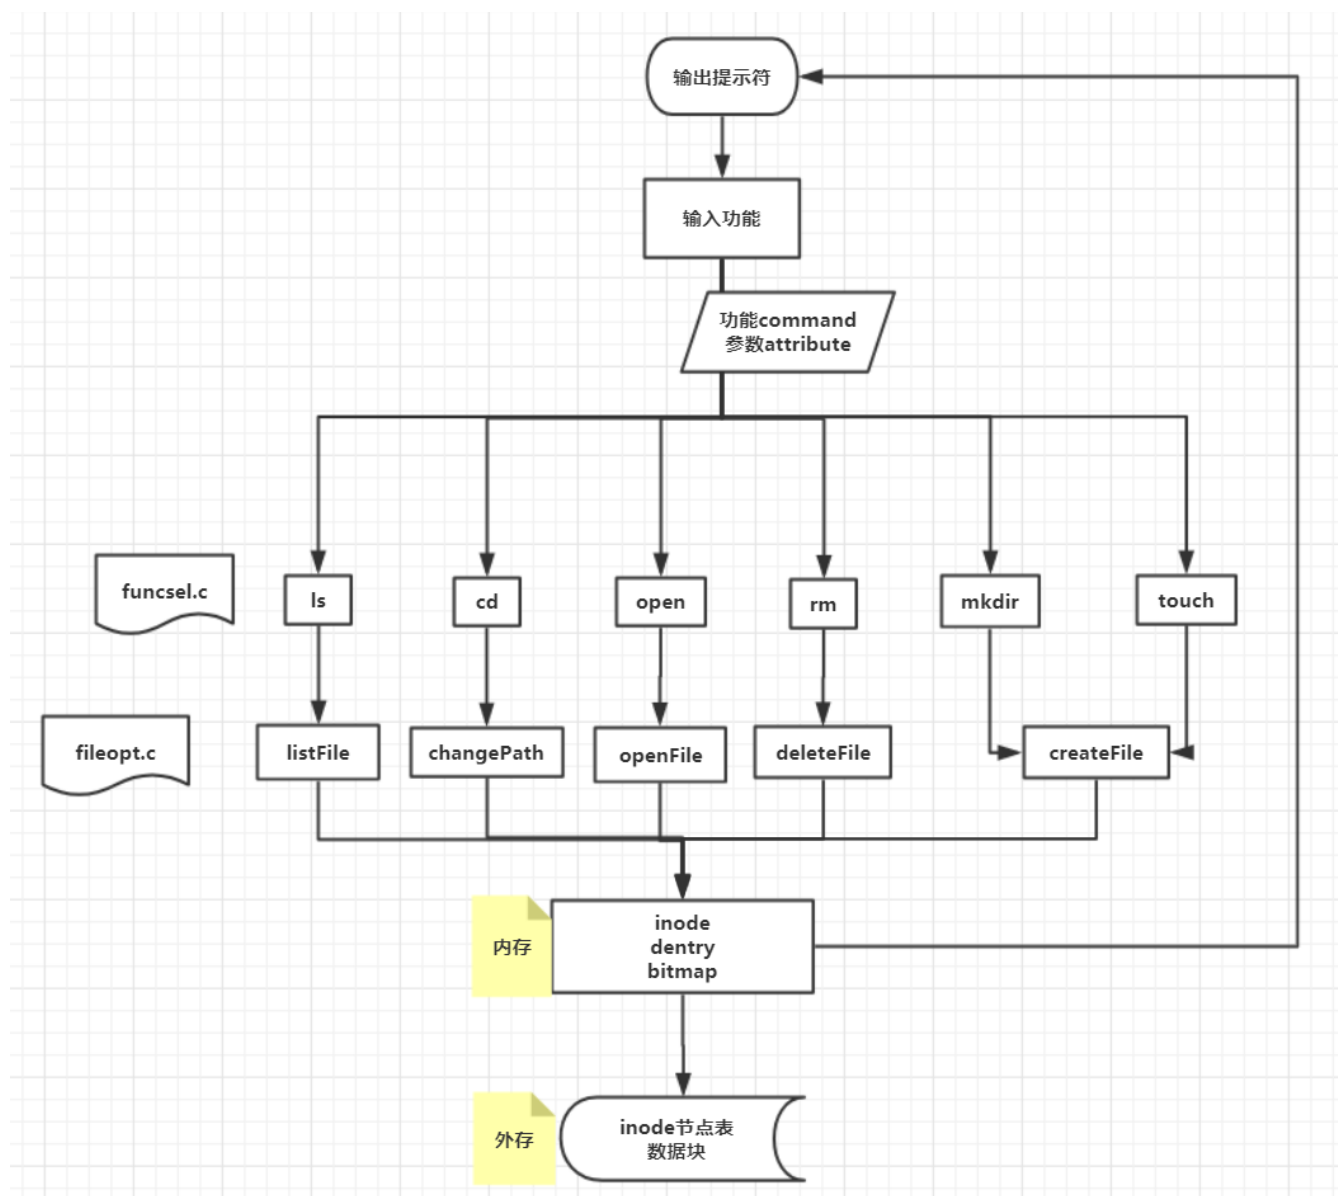 输出提示符
输入功能
功能command
参数attribute
funcsel.c
ls
cd
open
rm
mkdir
touch
fileopt.c
listFile
changePath
openFile
deleteFile
createFile
内存
inode
dentry
bitmap
外存
inode节点表
数据块